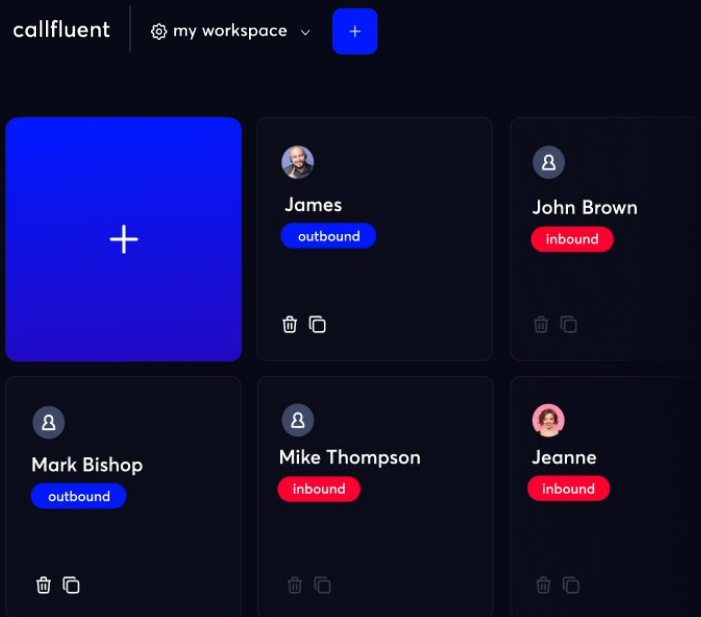 callfluent
my workspace
+
+
James
outbound
John Brown
inbound
Mark Bishop
outbound
Mike Thompson
inbound
Jeanne
inbound